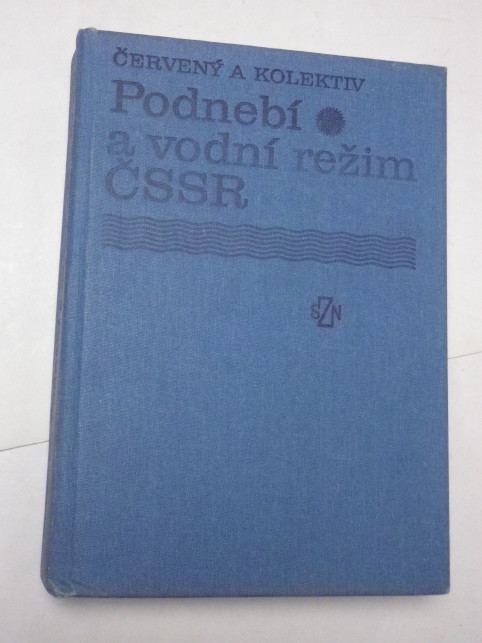 ČERVENÝ A KOLEKTIV
Podnebí
a vodní režim
ČSSR
SZN